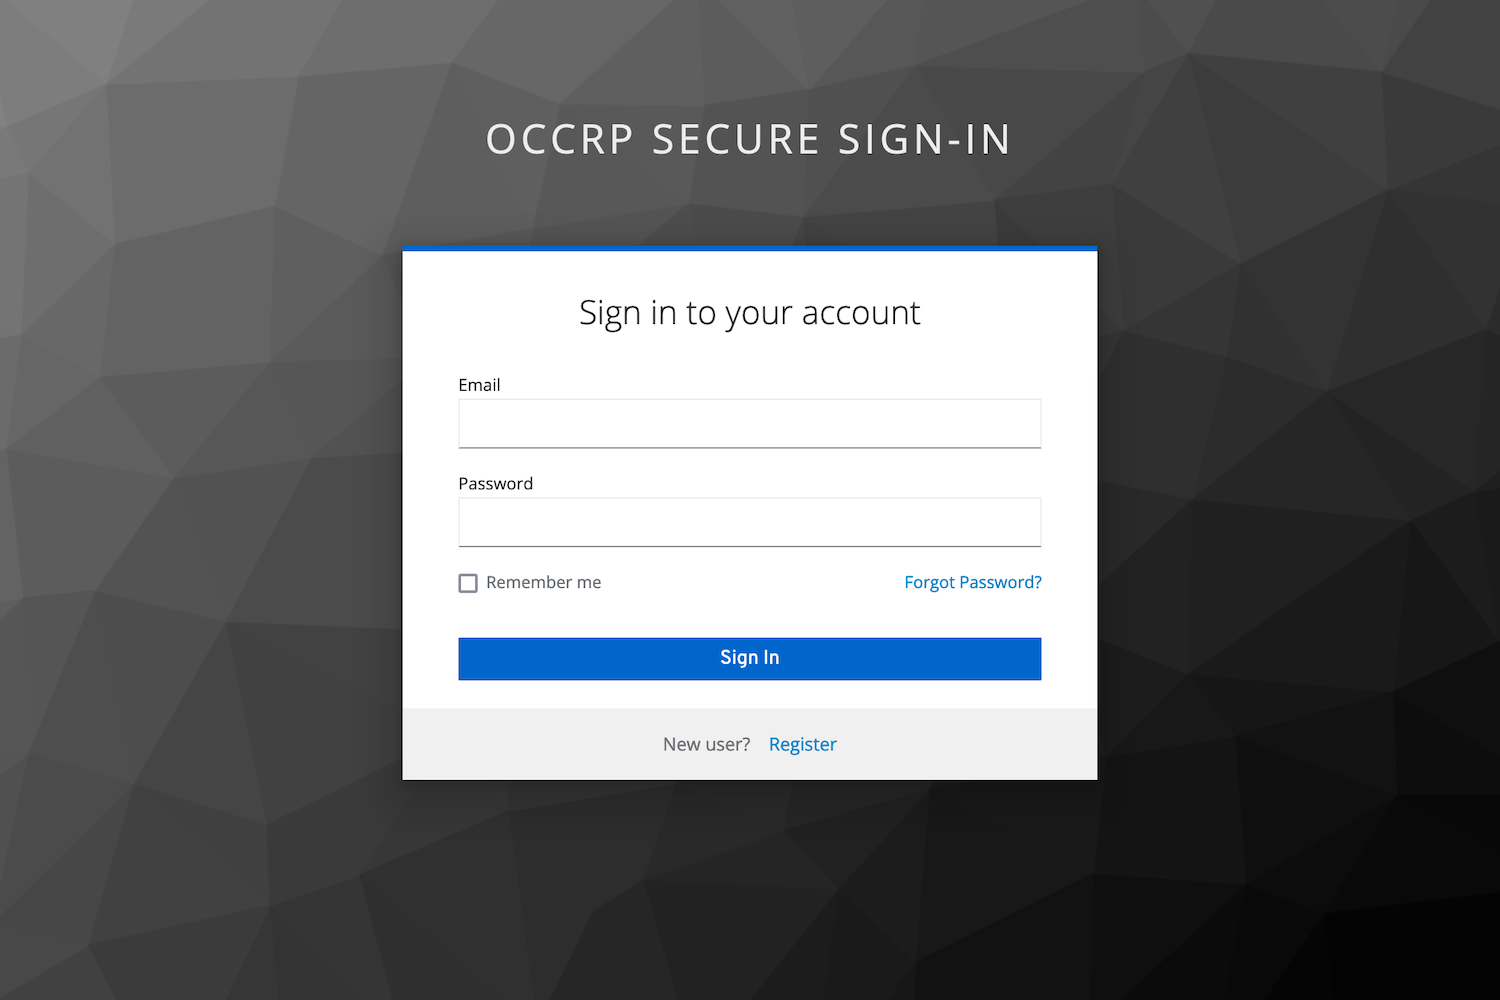 OCCRP SECURE SIGN-IN
Sign in to your account
Email
Password
Remember me
Forgot Password?
Sign In
New user? Register